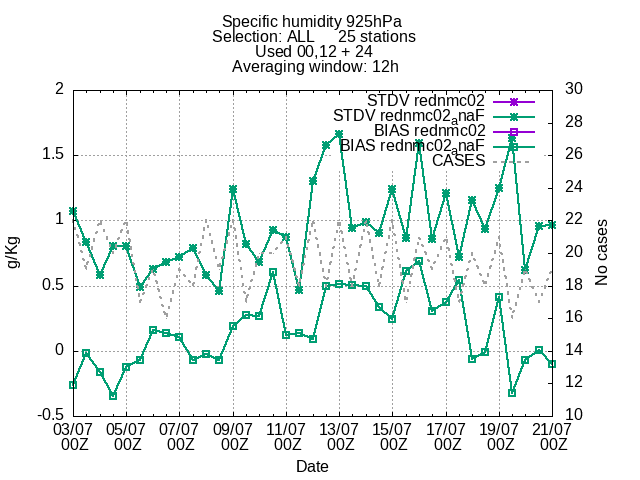 Specific humidity 925hPa
Selection: ALL 25 stations
Used 00,12 + 24
Averaging window: 12h
STDV rednmc02
STDV rednmc02anaF
BIAS rednmc02
BIAS rednmc02anaF
CASES
2
1.5
1
0.5
0
-0.5
g/Kg
30
28
26
24
22
20
18
16
14
12
10
No cases
03/07 05/07 07/07 09/07 11/07 13/07 15/07 17/07 19/07 21/07
00Z 00Z 00Z 00Z 00Z 00Z 00Z 00Z 00Z 00Z
Date